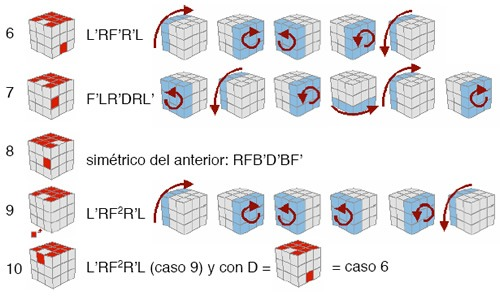 6 L'RF'R'L
7 F'LR'DRL'
8 simétrico del anterior: RFB'D'BF'
9 L'RF²R'L
10 L'RF²R'L (caso 9) y con D = = caso 6